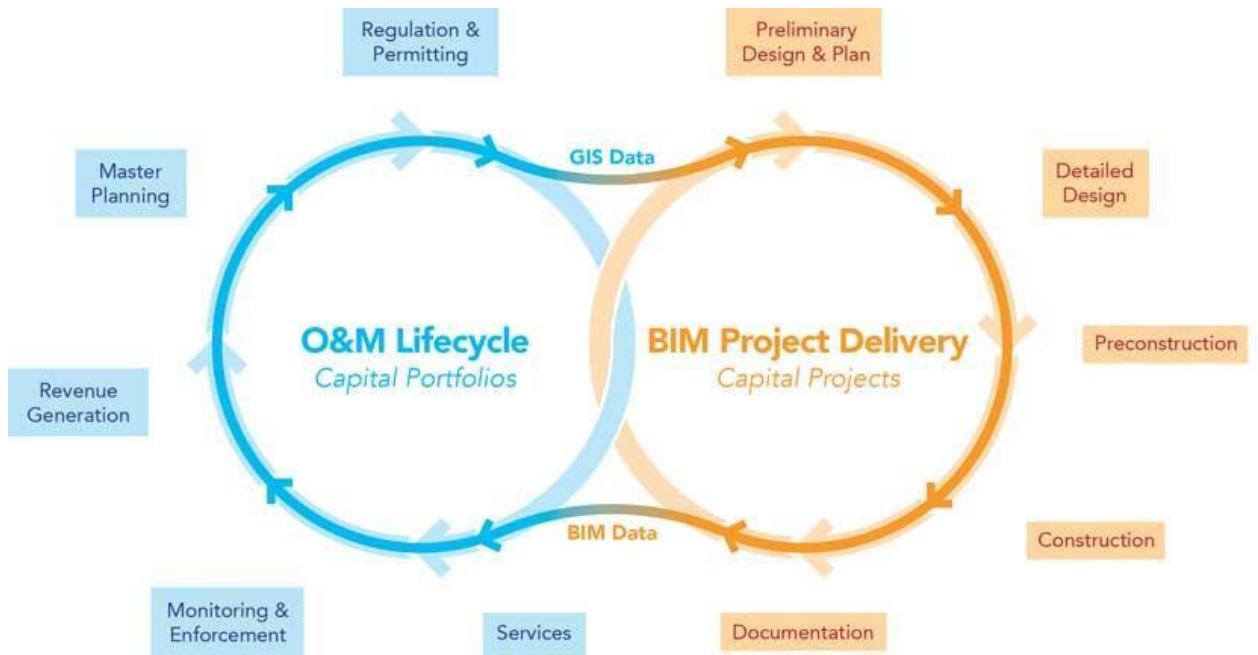 Regulation &
Permitting
Preliminary
Design & Plan
GIS Data
Master
Planning
Detailed
Design
O&M Lifecycle
Capital Portfolios
BIM Project Delivery
Capital Projects
Preconstruction
Revenue
Generation
BIM Data
Construction
Monitoring &
Enforcement
Services
Documentation